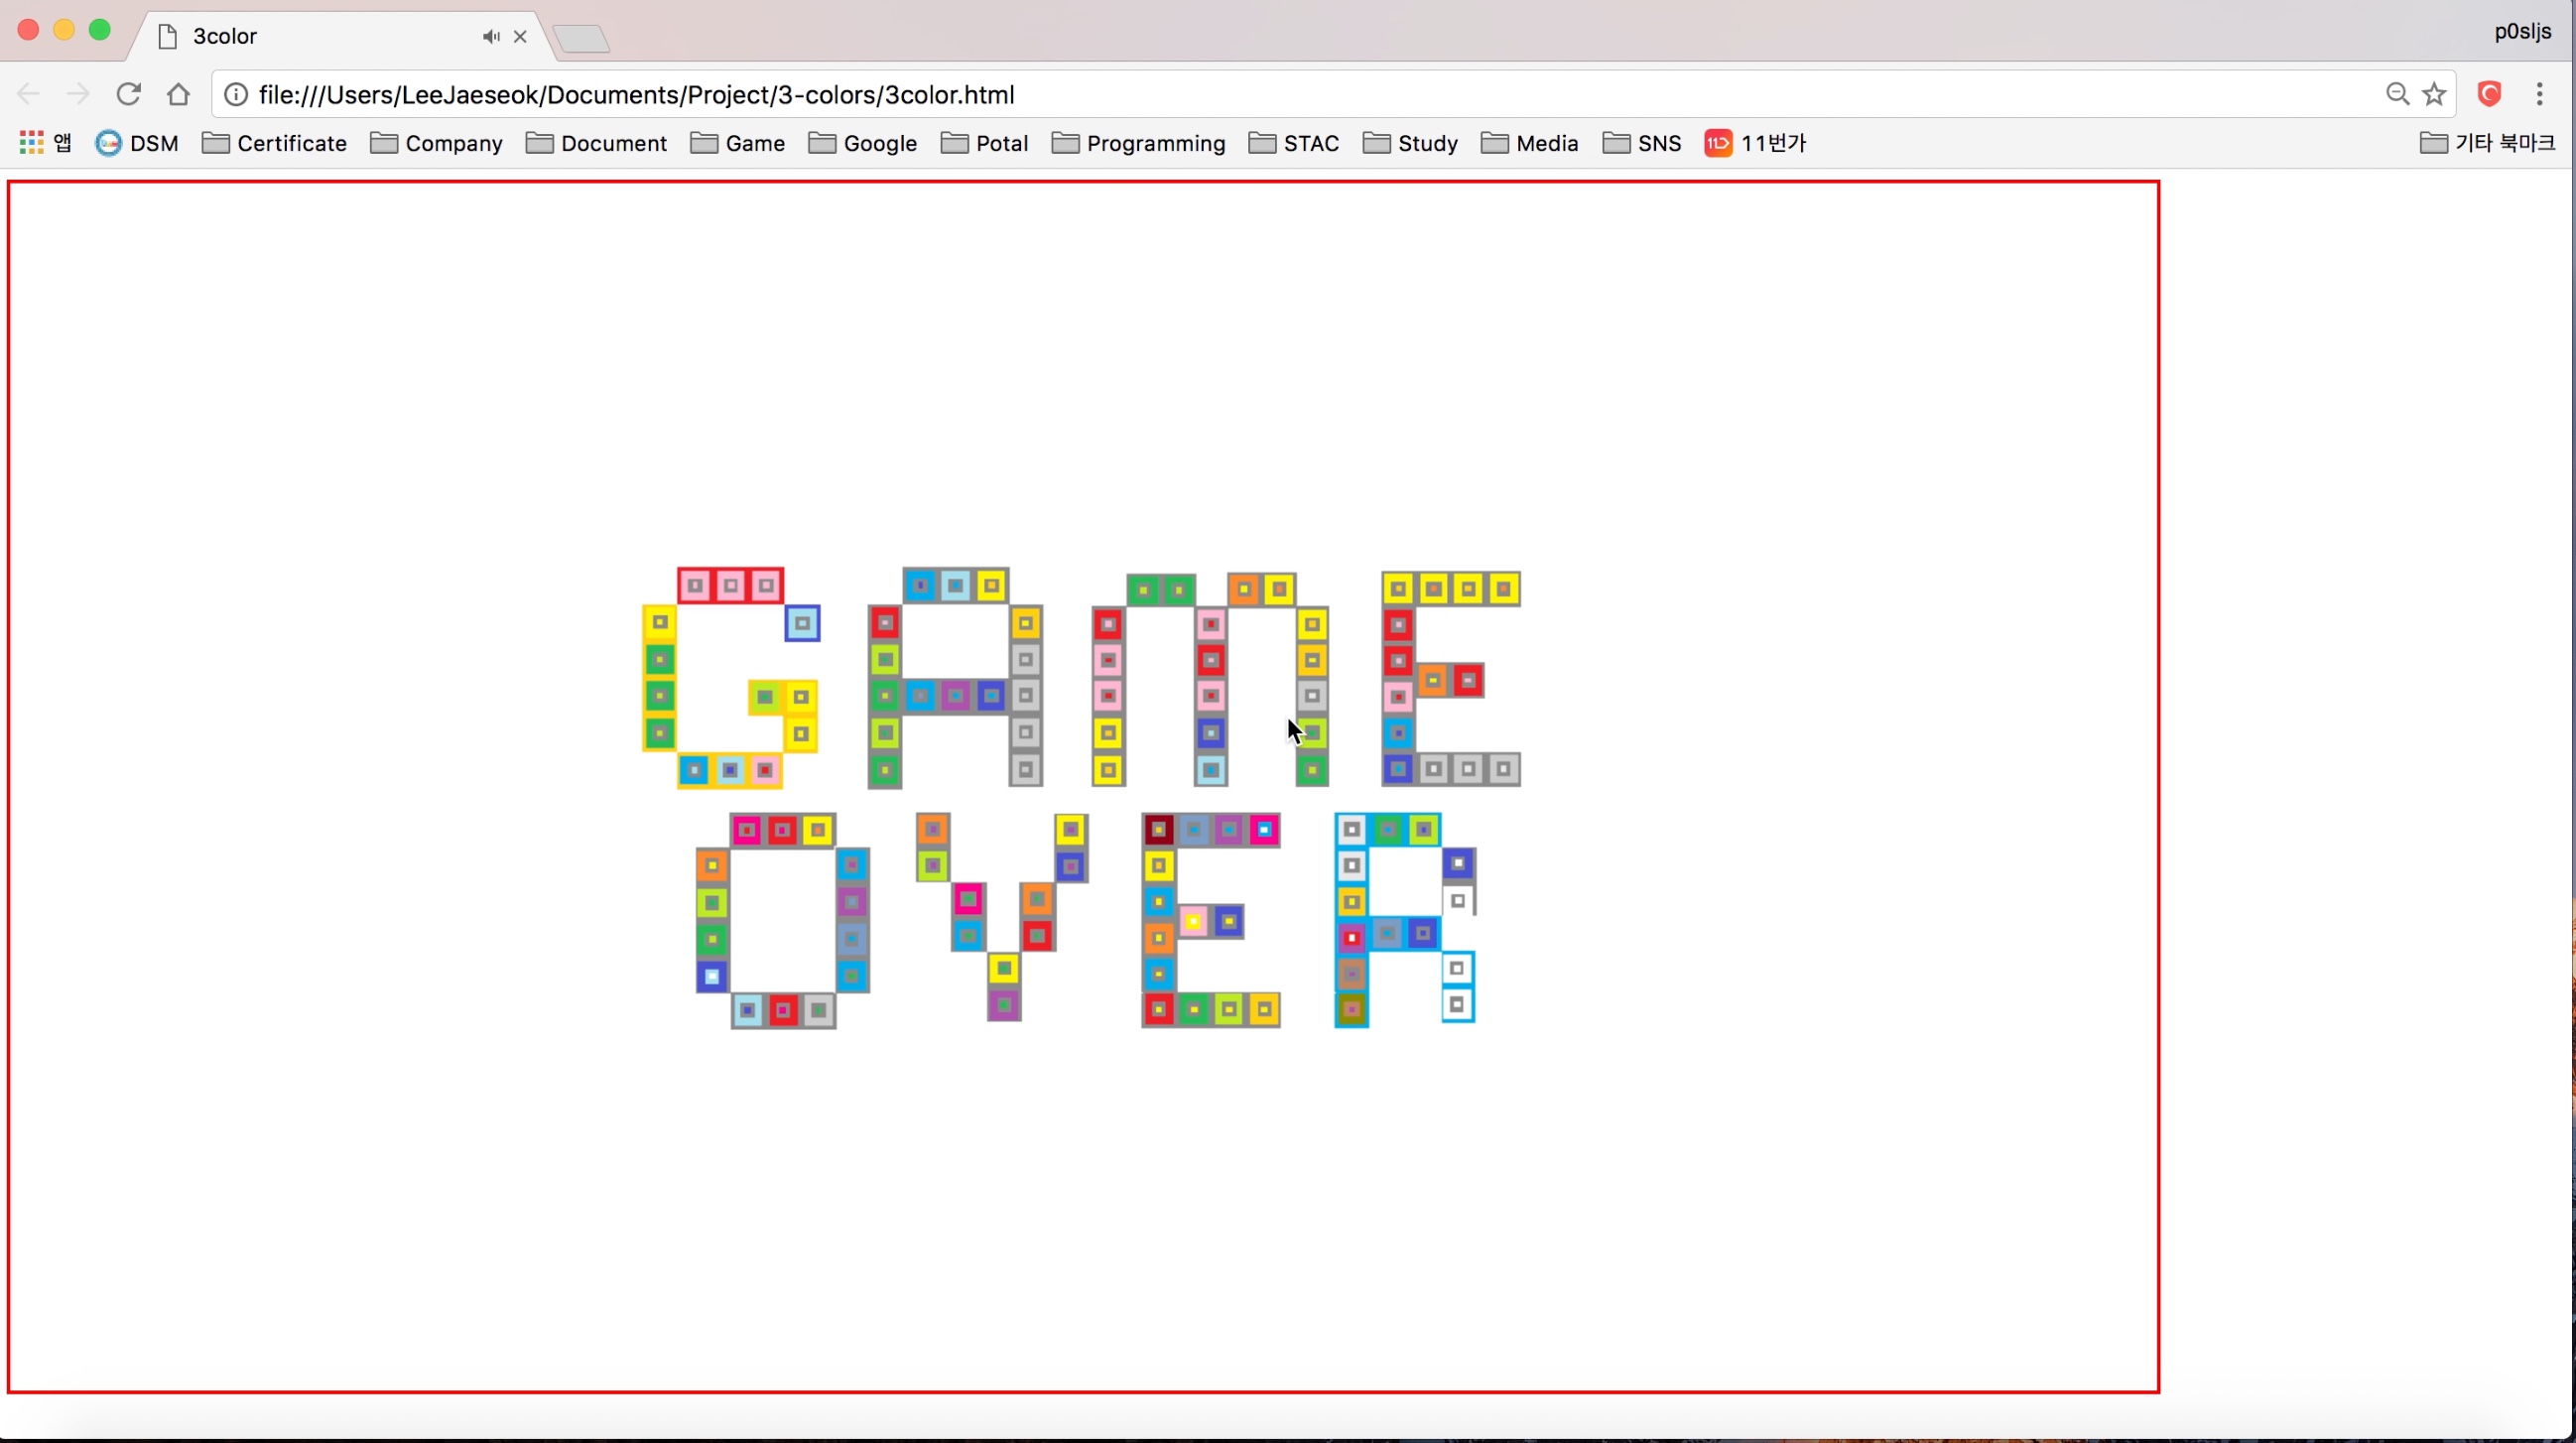 3color
p0sljs
file:///Users/LeeJaeseok/Documents/Project/3-colors/3color.html
앱 DSM Certificate Company Document Game Google Potal Programming STAC Study Media SNS 11번가 기타 북마크
GAME
OVER